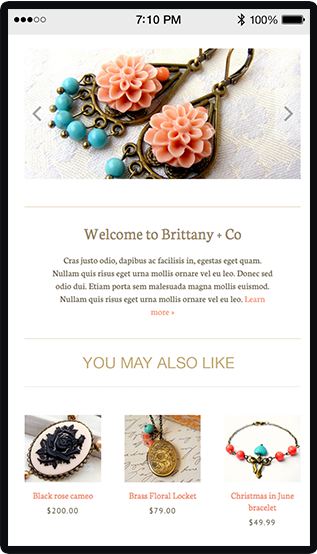 7:10 PM 100%
Welcome to Brittany + Co
Cras justo odio, dapibus ac facilisis in, egestas eget quam.
Nullam quis risus eget urna mollis ornare vel eu leo. Donec sed
odio dui. Etiam porta sem malesuada magna mollis euismod.
Nullam quis risus eget urna mollis ornare vel eu leo. Learn
more »
YOU MAY ALSO LIKE
Black rose cameo
$200.00
Brass Floral Locket
$79.00
Christmas in June
bracelet
$49.99